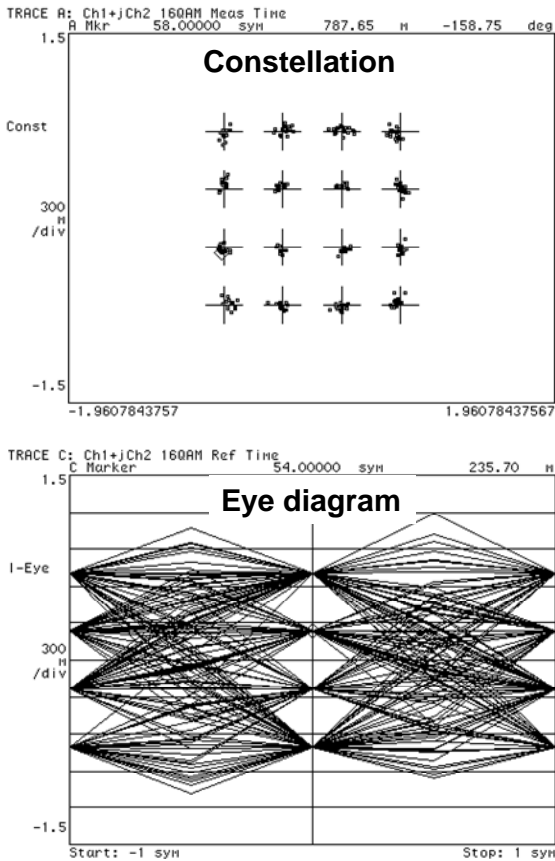 TRACE A: Ch1+jCh2 16QAM Meas Time
A Mkr 58.00000 sym 787.65 m -158.75 deg
1.5
Constellation
Const
300
m
/div
-1.5
-1.9607843757 1.96078437567
TRACE C: Ch1+jCh2 16QAM Ref Time
C Marker 54.00000 sym 235.70 m
1.5
Eye diagram
I-Eye
300
m
/div
-1.5
Start: -1 sym Stop: 1 sym